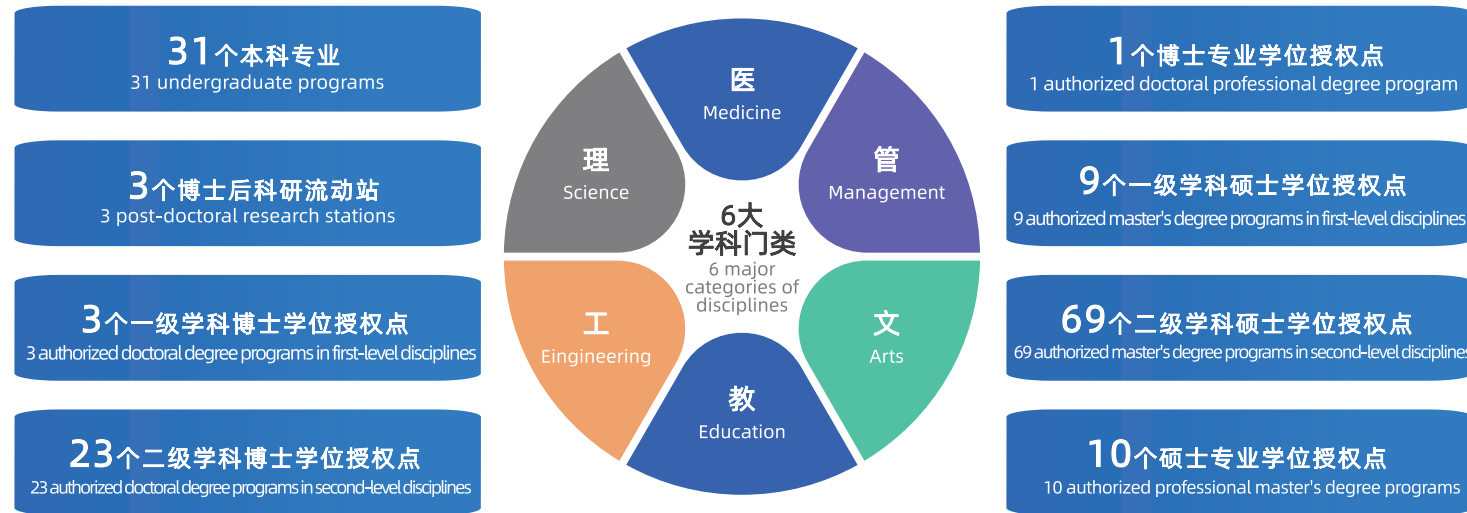 31个本科专业
31 undergraduate programs
3个博士后科研流动站
3 post-doctoral research stations
3个一级学科博士学位授权点
3 authorized doctoral degree programs in first-level disciplines
23个二级学科博士学位授权点
23 authorized doctoral degree programs in second-level disciplines
医
Medicine
理
Science
管
Management
6大
学科门类
6 major
categories of
disciplines
工
Eingineering
文
Arts
教
Education
1个博士专业学位授权点
1 authorized doctoral professional degree program
9个一级学科硕士学位授权点
9 authorized master's degree programs in first-level disciplines
69个二级学科硕士学位授权点
69 authorized master's degree programs in second-level disciplines
10个硕士专业学位授权点
10 authorized professional master's degree programs